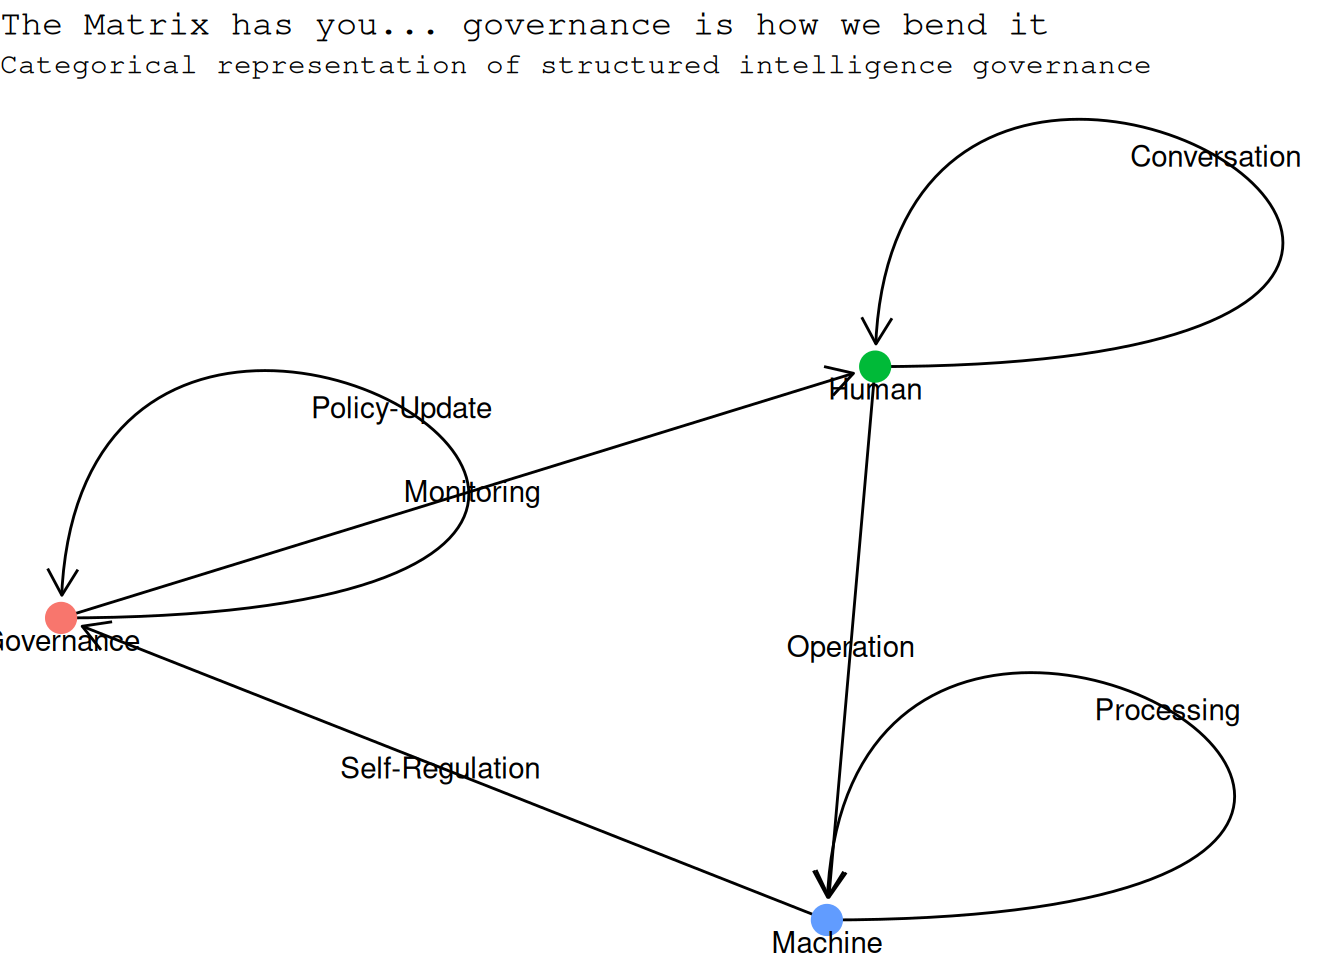 The Matrix has you... governance is how we bend it
Categorical representation of structured intelligence governance
Conversation
Human
Policy-Update
Monitoring
Governance
Operation
Processing
Self-Regulation
Machine